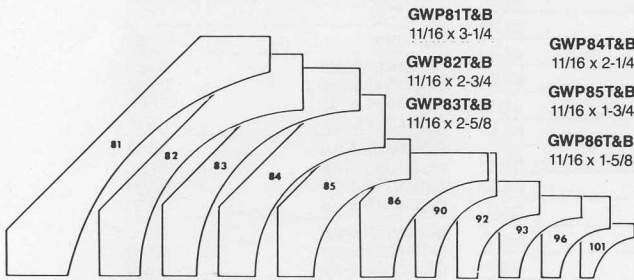 GWP81T&B
11/16 x 3-1/4
GWP82T&B
11/16 x 2-3/4
GWP83T&B
11/16 x 2-5/8
GWP84T&B
11/16 x 2-1/4
GWP85T&B
11/16 x 1-3/4
GWP86T&B
11/16 x 1-5/8
81
82
83
84
85
86
90
92
93
96
101